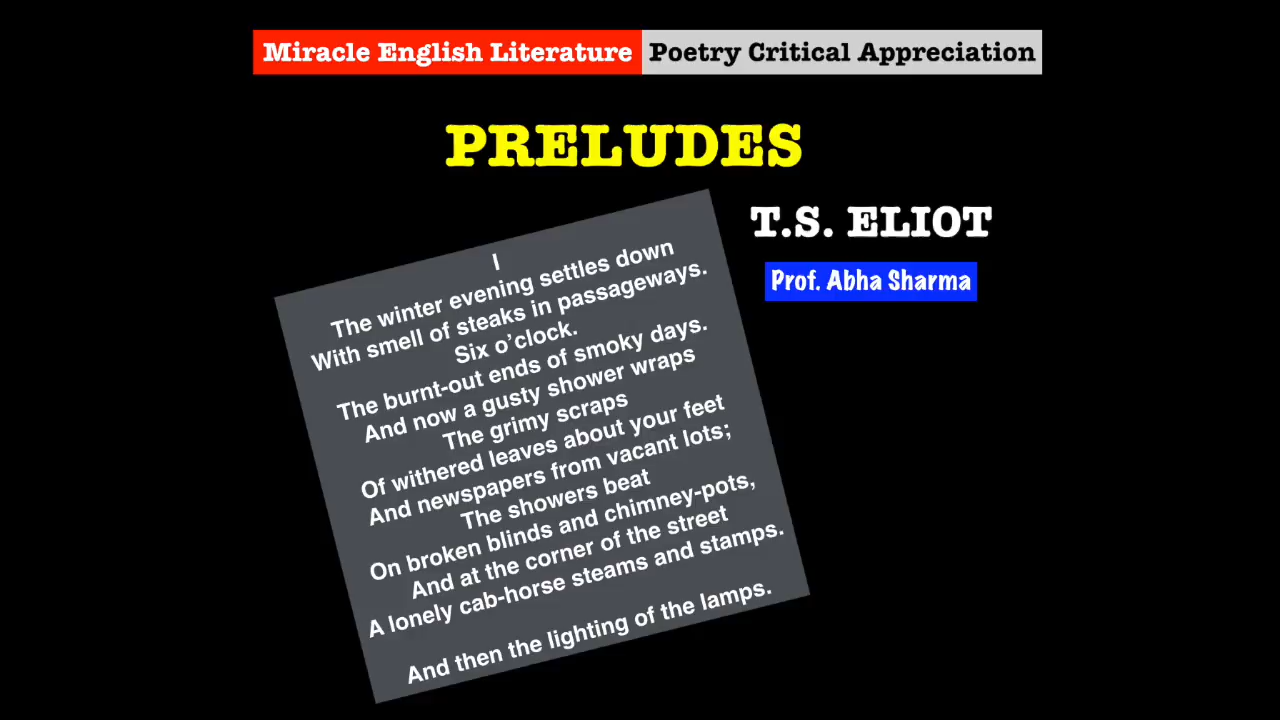 Miracle English Literature Poetry Critical Appreciation
PRELUDES
T.S. ELIOT
Prof. Abha Sharma
I
The winter evening settles down
With smell of steaks in passageways.
Six o’clock.
The burnt-out ends of smoky days.
And now a gusty shower wraps
The grimy scraps
Of withered leaves about your feet
And newspapers from vacant lots;
The showers beat
On broken blinds and chimney-pots,
And at the corner of the street
A lonely cab-horse steams and stamps.
And then the lighting of the lamps.